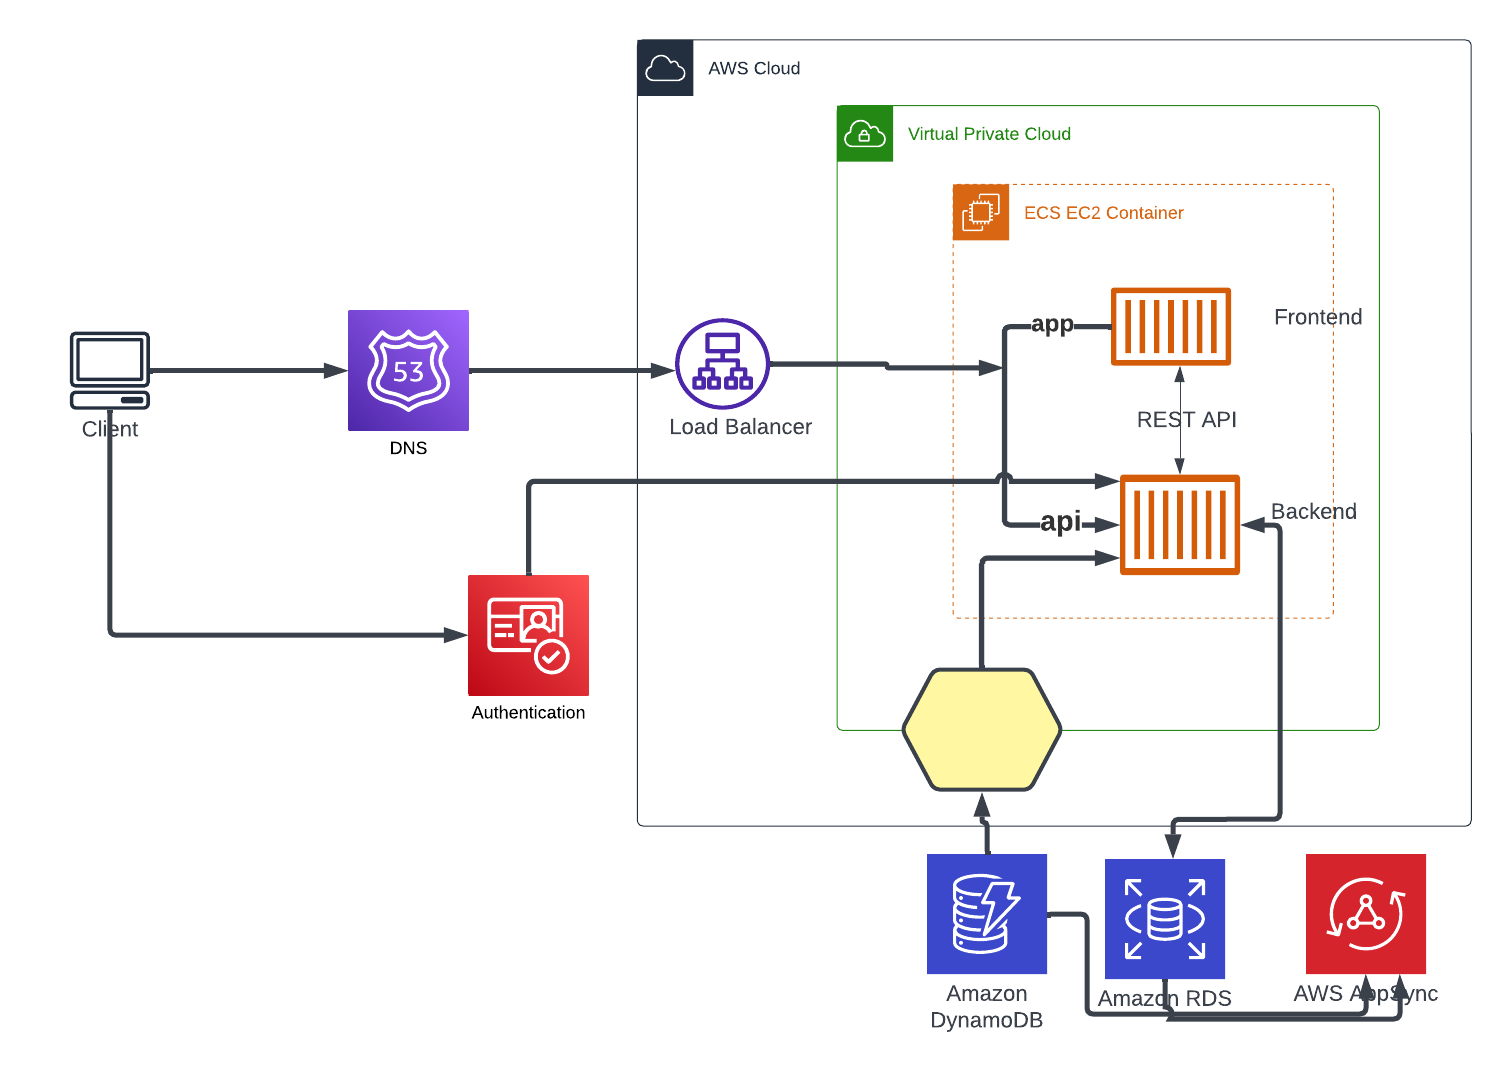 AWS Cloud
Virtual Private Cloud
ECS EC2 Container
app
Frontend
53
Client
DNS
Load Balancer
REST API
api
Backend
Authentication
Amazon
DynamoDB
Amazon RDS
AWS AppSync